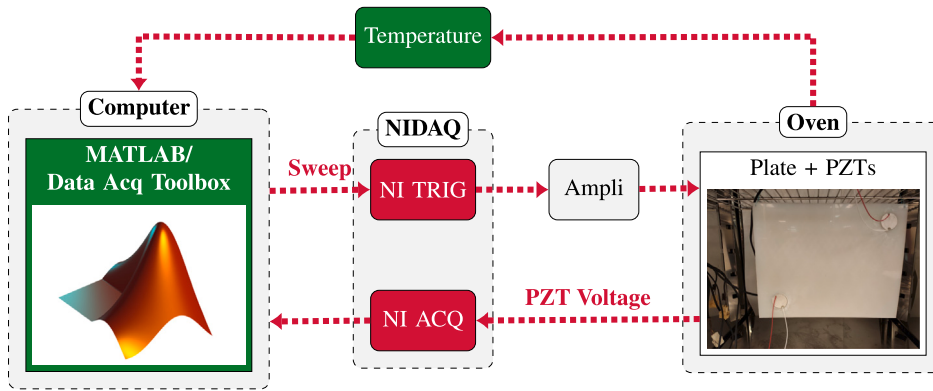 Temperature
Computer
MATLAB/
Data Acq Toolbox
Sweep
NIDAQ
NI TRIG
Ampli
Oven
Plate + PZTs
NI ACQ
PZT Voltage